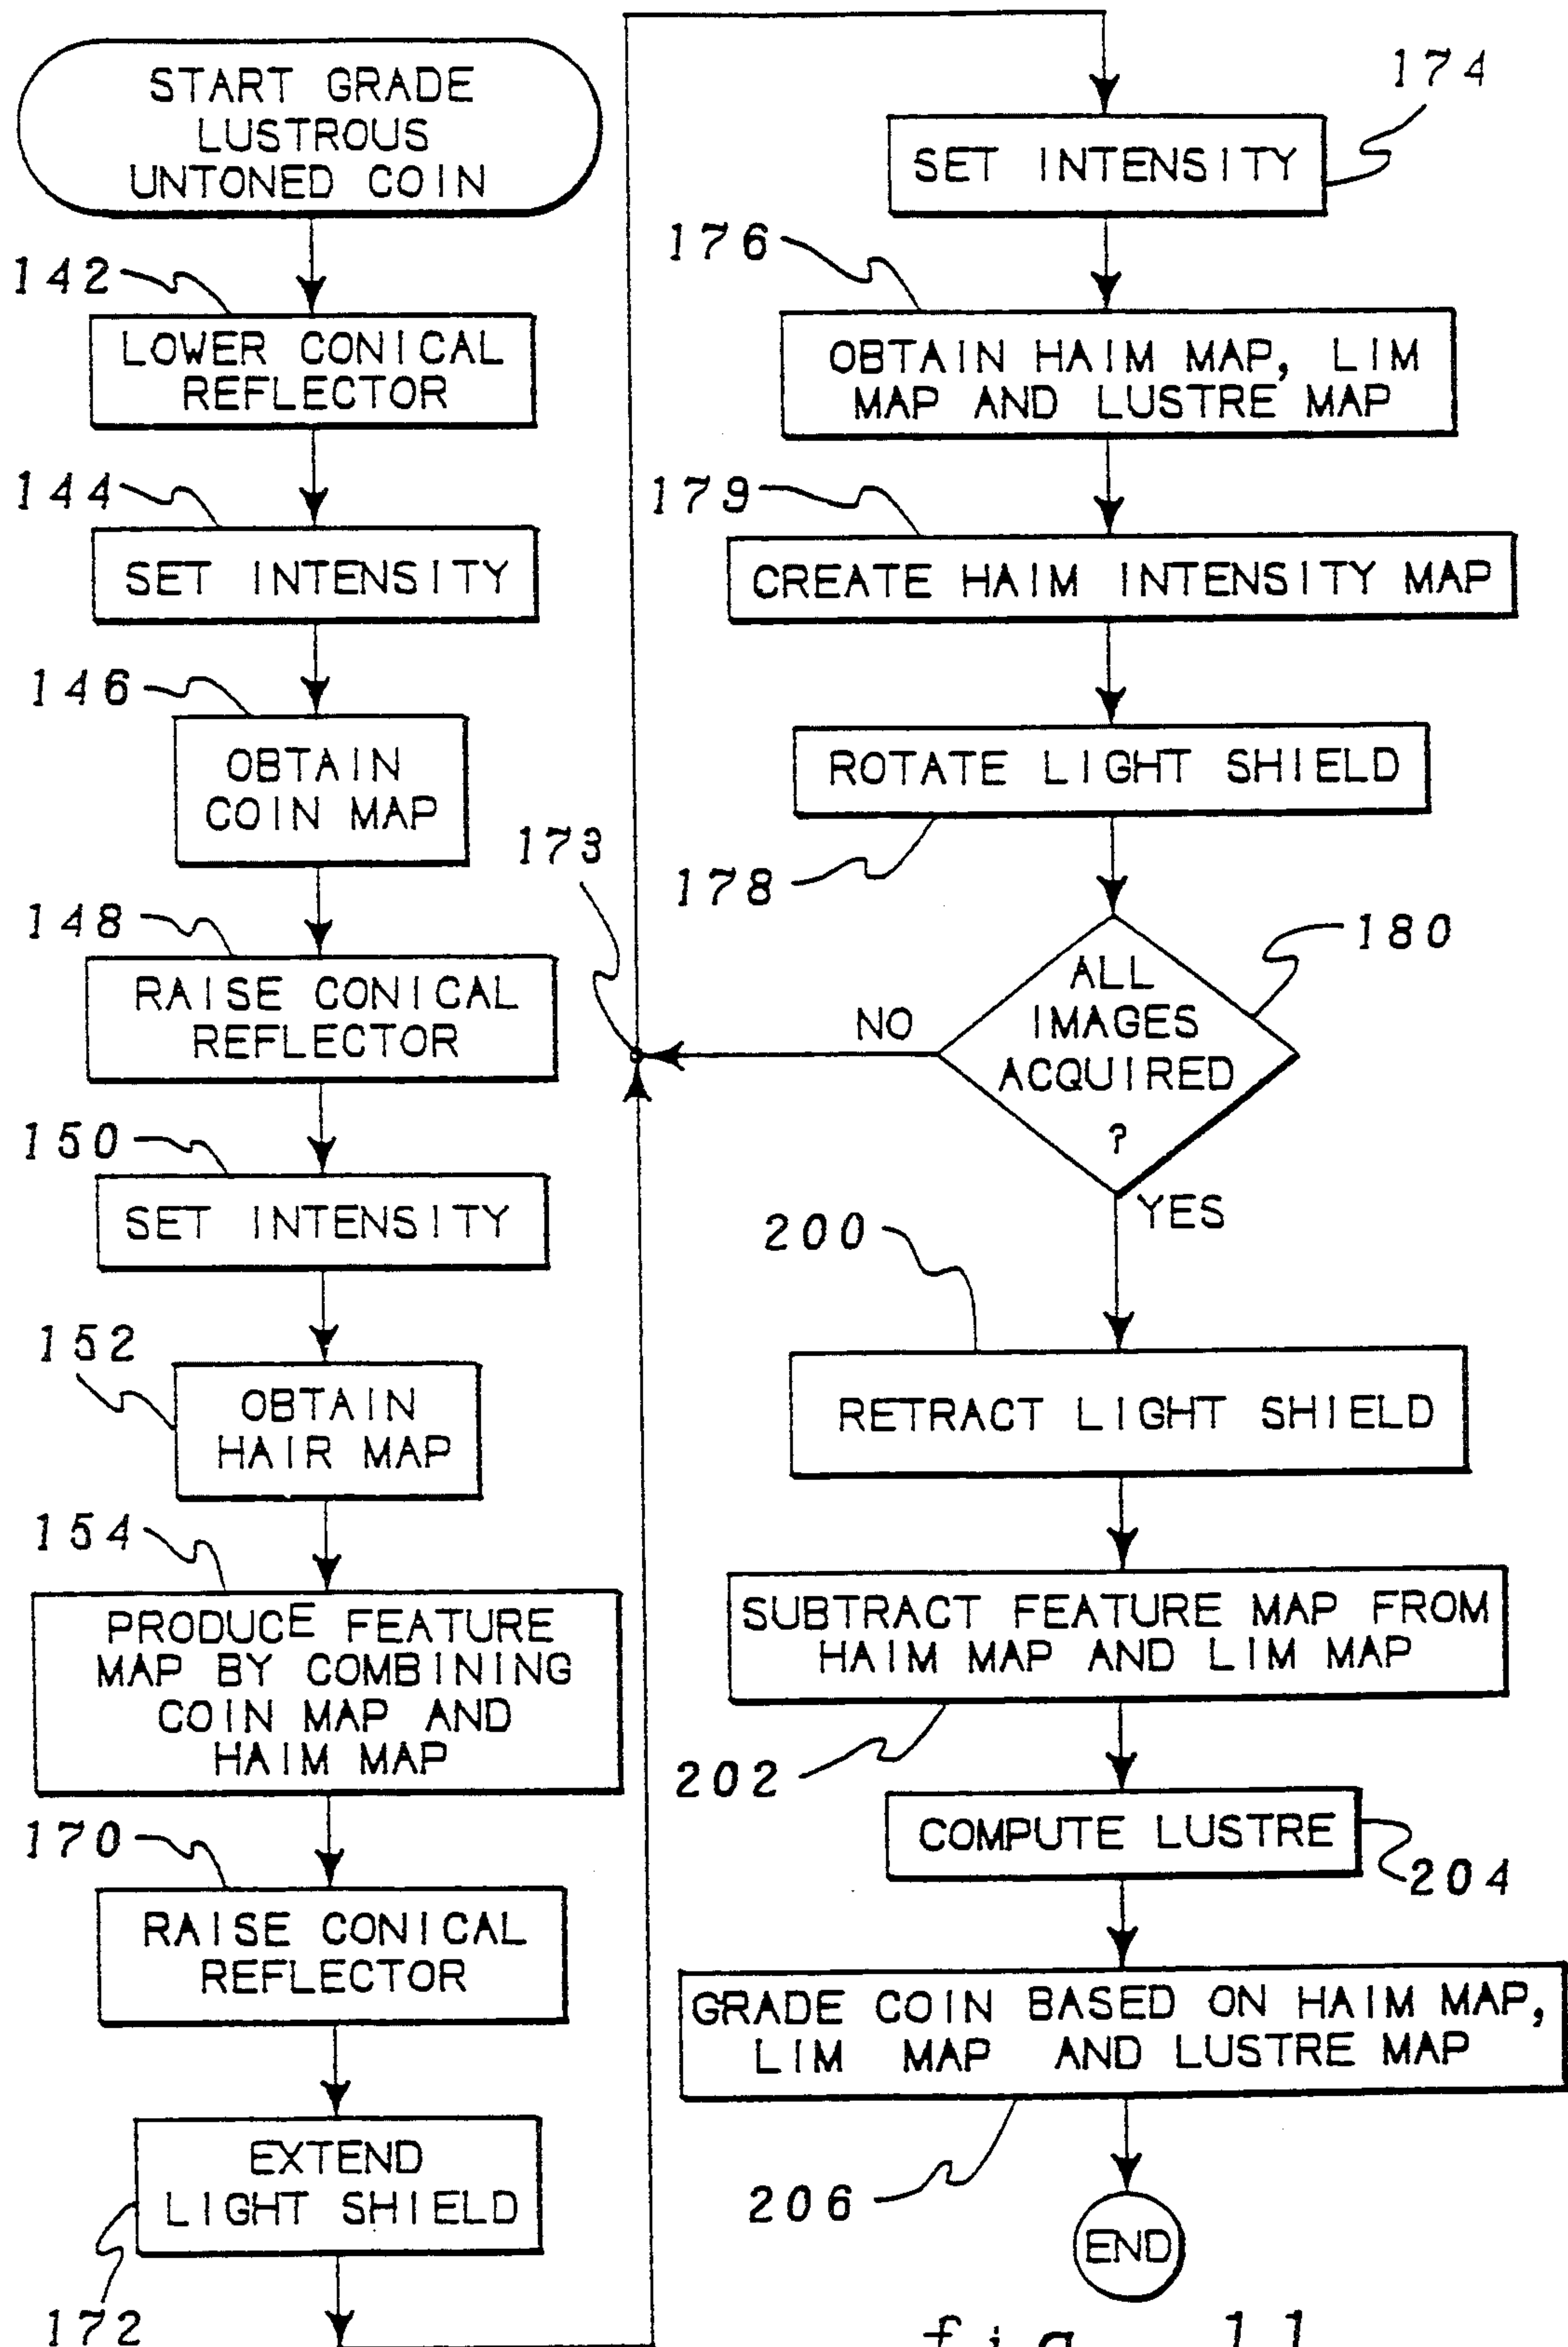 START GRADE
LUSTROUS
UNTONED COIN
142
LOWER CONICAL
REFLECTOR
144
SET INTENSITY
146
OBTAIN
COIN MAP
148
RAISE CONICAL
REFLECTOR
150
SET INTENSITY
152
OBTAIN
HAIR MAP
154
PRODUCE FEATURE
MAP BY COMBINING
COIN MAP AND
HAIM MAP
170
RAISE CONICAL
REFLECTOR
EXTEND
LIGHT SHIELD
172
173
174
SET INTENSITY
176
OBTAIN HAIM MAP, LIM
MAP AND LUSTRE MAP
179
CREATE HAIM INTENSITY MAP
ROTATE LIGHT SHIELD
178
180
ALL
IMAGES
ACQUIRED
?
NO
YES
200
RETRACT LIGHT SHIELD
SUBTRACT FEATURE MAP FROM
HAIM MAP AND LIM MAP
202
COMPUTE LUSTRE
204
GRADE COIN BASED ON HAIM MAP,
LIM MAP AND LUSTRE MAP
206
END
fig. 11